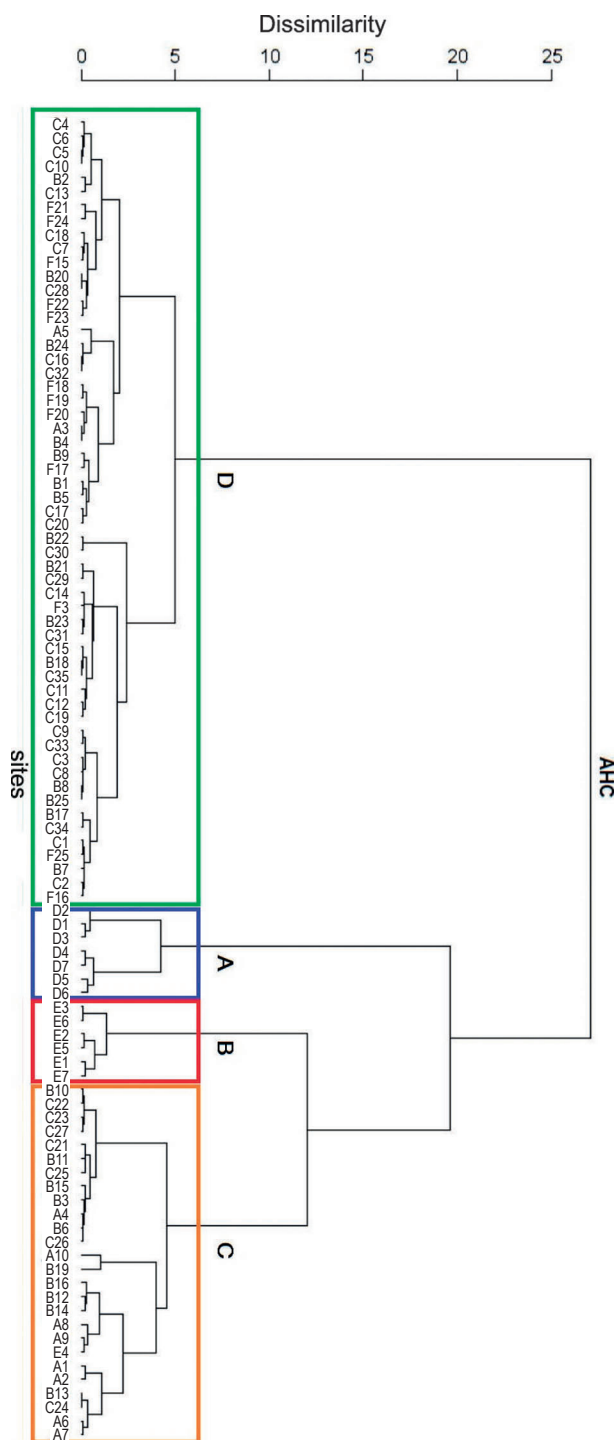 Dissimilarity
0 5 10 15 20 25
C4
C6
C5
C10
B2
C13
F21
F24
C18
C7
F15
B20
C28
F22
F23
A5
B24
C16
C32
F18
F19
F20
A3
B4
B9
F17
B1
B5
C17
C20
B22
C30
B21
C29
C14
F3
B23
C31
C15
B18
C35
C11
C12
C19
C9
C33
C3
C8
B8
B25
B17
C34
C1
F25
B7
C2
F16
D2
D1
D3
D4
D7
D5
D6
E3
E6
E2
E5
E1
E7
B10
C22
C23
C27
C21
B11
C25
B15
B3
A4
B6
C26
A10
B19
B16
B12
B14
A8
A9
E4
A1
A2
B13
C24
A6
A7
sites
D
A
B
C
AHC